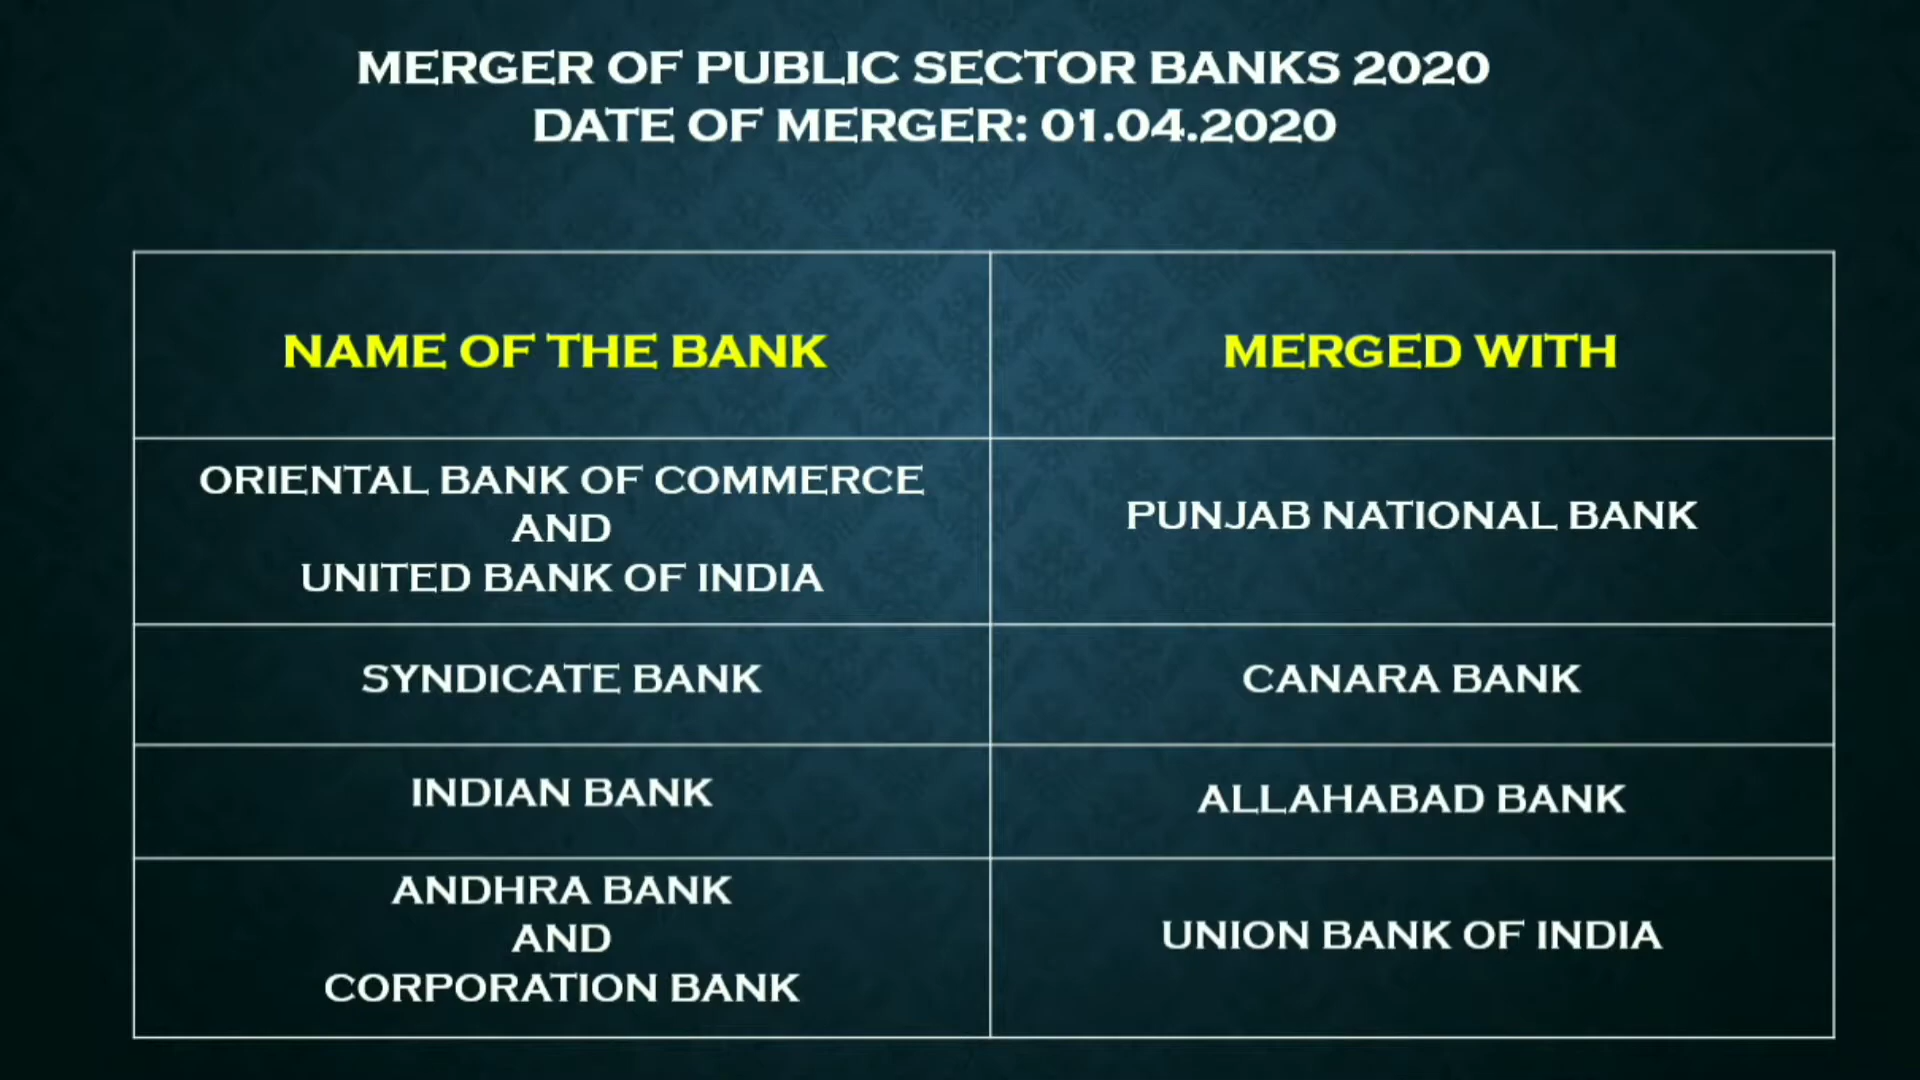 MERGER OF PUBLIC SECTOR BANKS 2020
DATE OF MERGER: 01.04.2020
NAME OF THE BANK
MERGED WITH
ORIENTAL BANK OF COMMERCE
AND
UNITED BANK OF INDIA
PUNJAB NATIONAL BANK
SYNDICATE BANK
CANARA BANK
INDIAN BANK
ALLAHABAD BANK
ANDHRA BANK
AND
CORPORATION BANK
UNION BANK OF INDIA